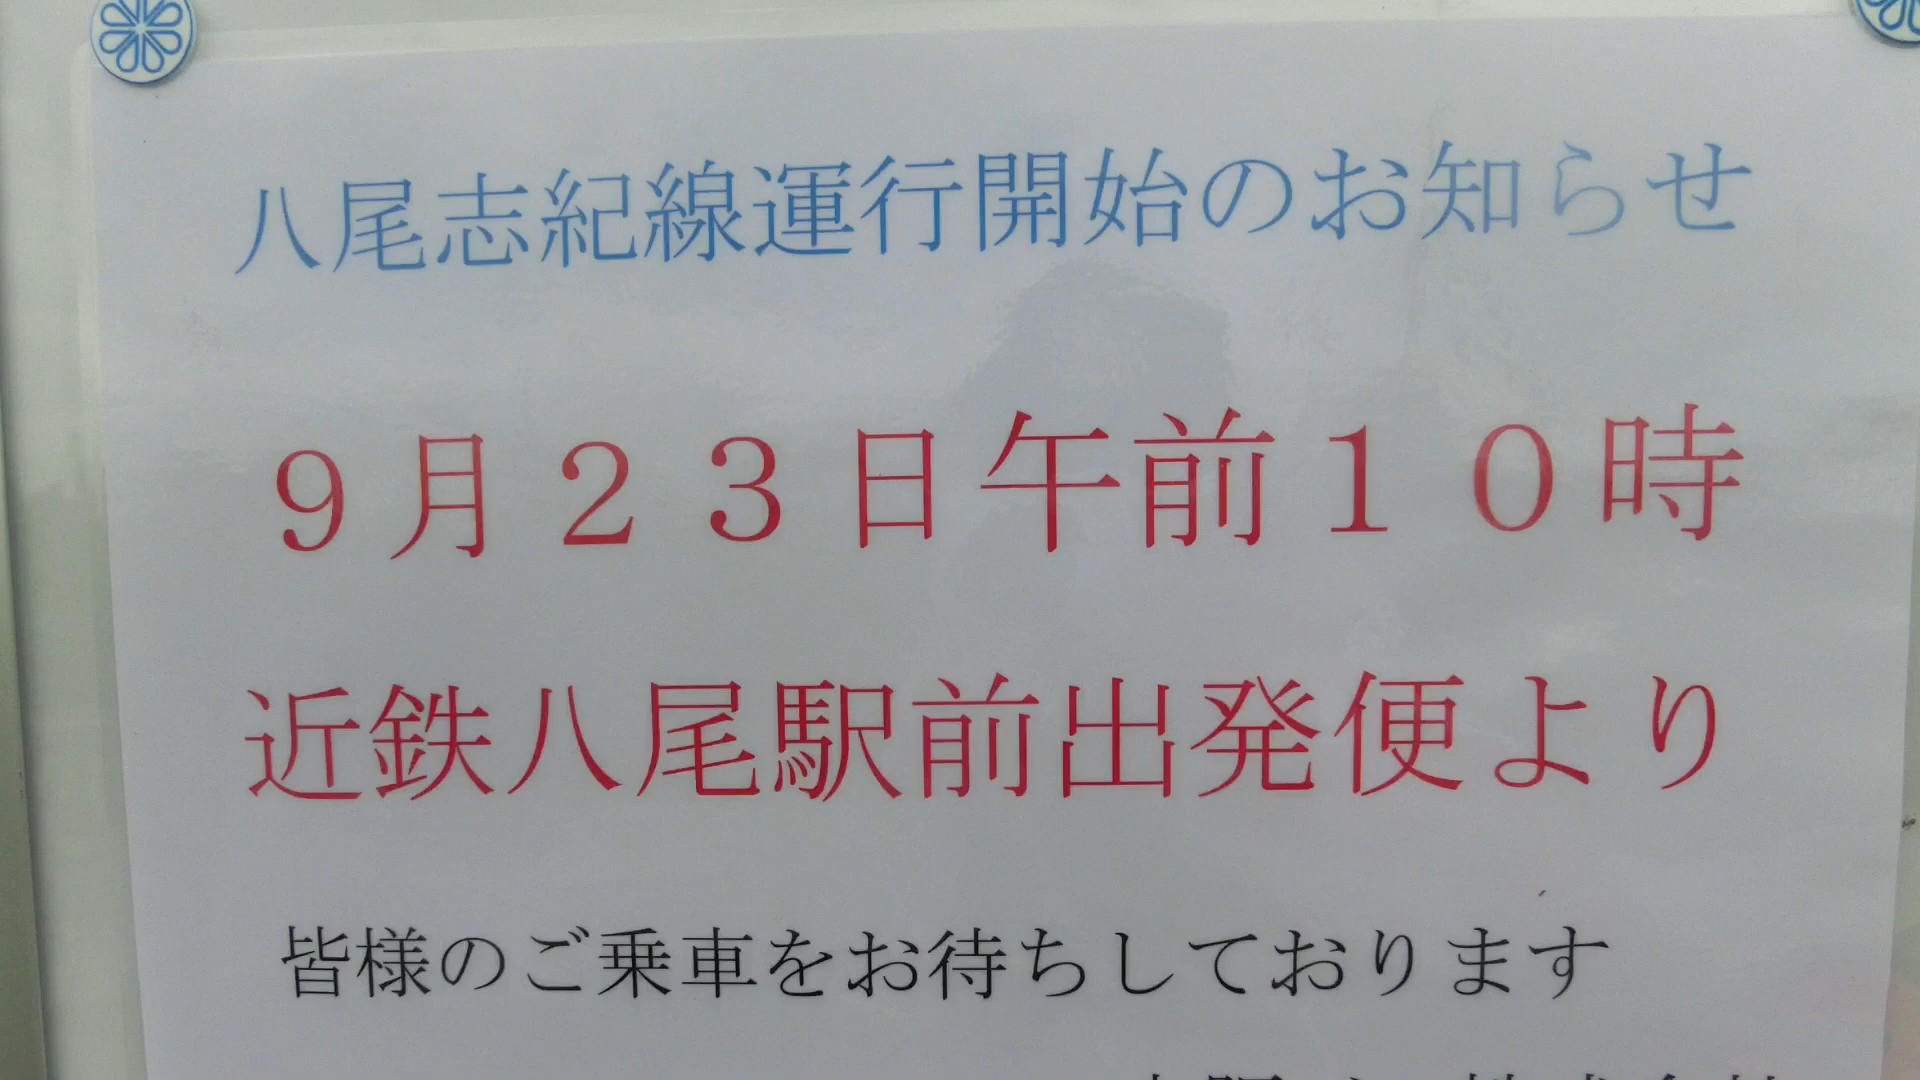 八尾志紀線運行開始のお知らせ
９月２３日午前１０時
近鉄八尾駅前出発便より
皆様のご乗車をお待ちしております